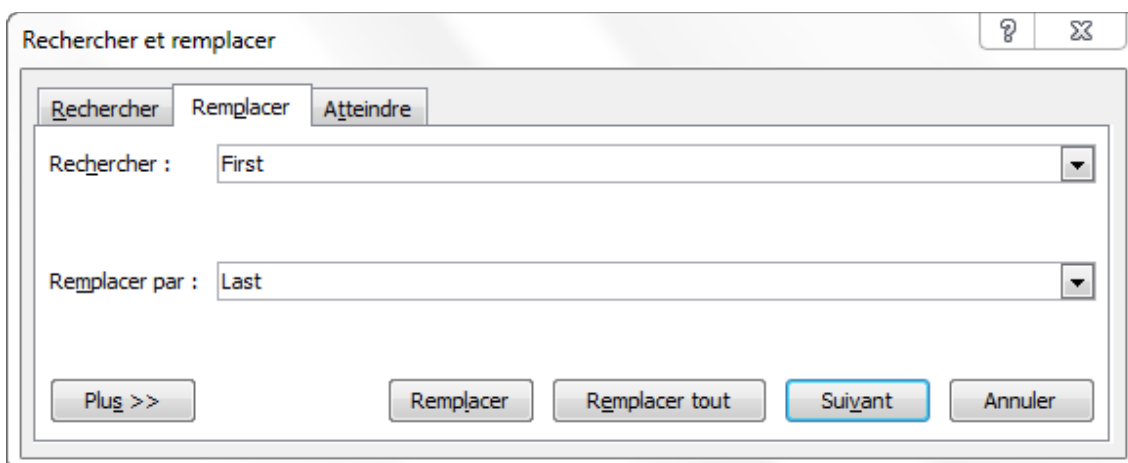 Rechercher et remplacer
Rechercher Remplacer Atteindre
Rechercher : First
Remplacer par : Last
Plus >> Remplacer Remplacer tout Suivant Annuler